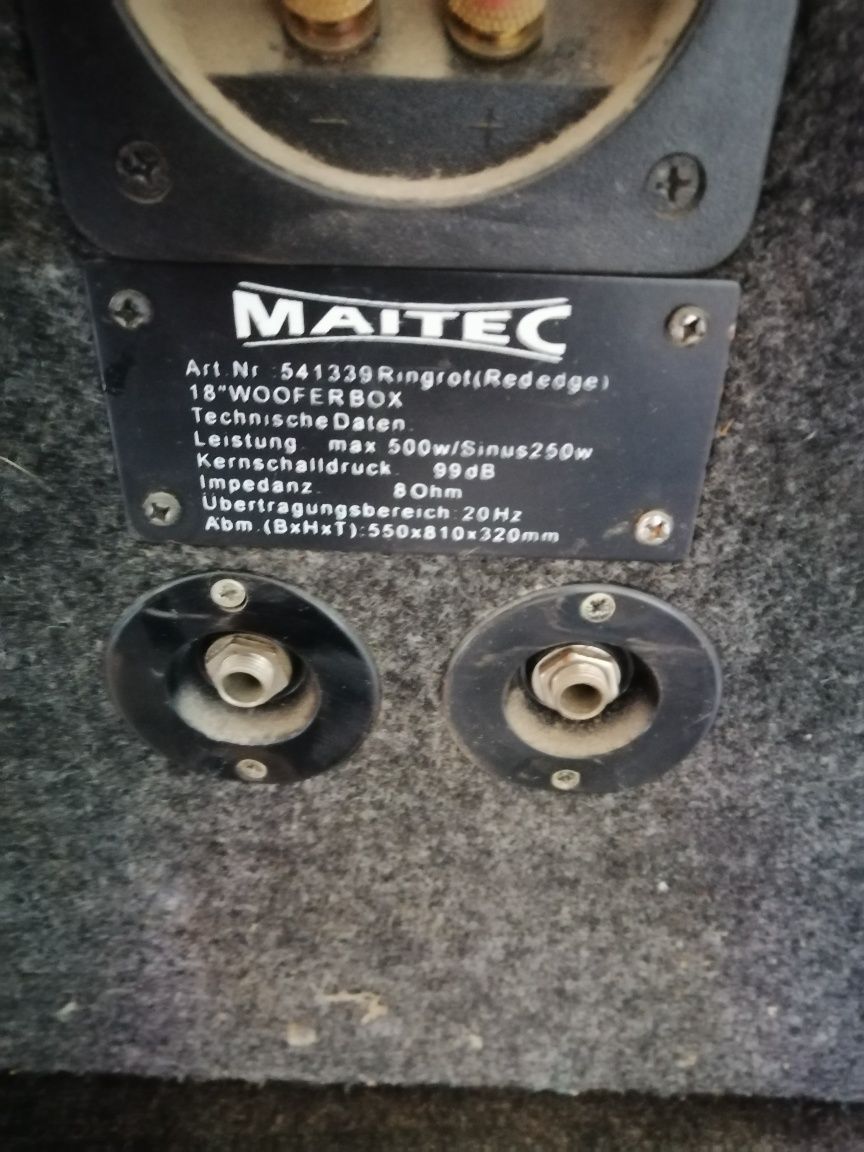 - +
MAITEC
Art.Nr.:541339 Ringrot(Rededge)
18"WOOFERBOX
Technische Daten.
Leistung. max 500w/Sinus250w
Kernschalldruck. 99dB
Impedanz. 8Ohm
Übertragungsbereich:20Hz
Abm.(BxHxT):550x810x320mm